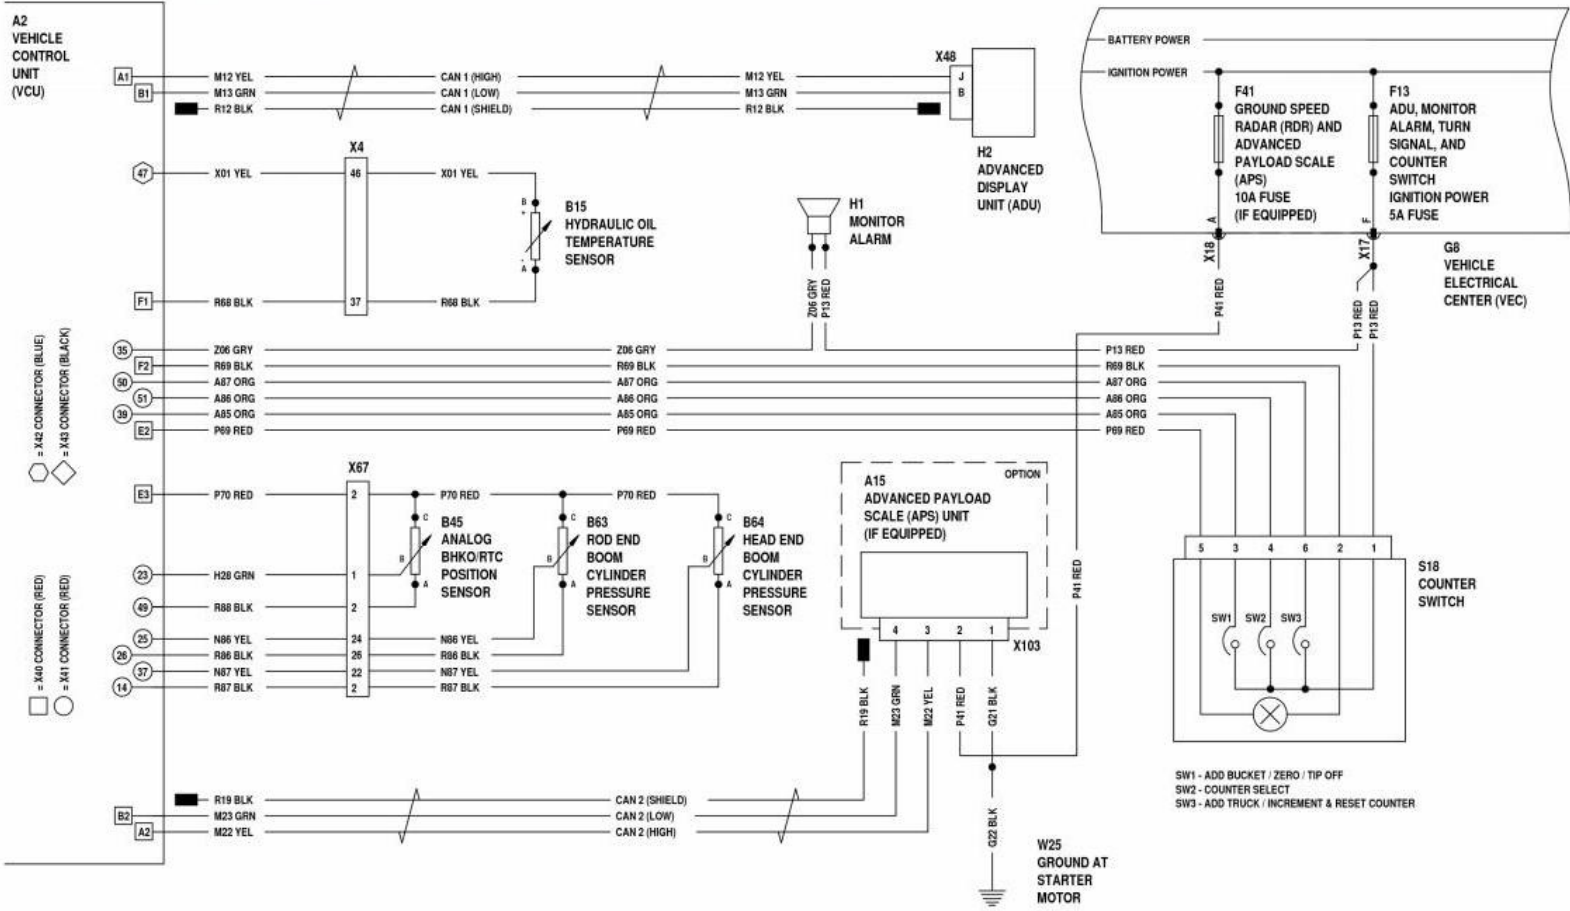 A2
VEHICLE
CONTROL
UNIT
(VCU)
A1
M12 YEL
CAN 1 (HIGH)
M12 YEL
B1
M13 GRN
CAN 1 (LOW)
M13 GRN
R12 BLK
CAN 1 (SHIELD)
R12 BLK
X48
J
B
H2
ADVANCED
DISPLAY
UNIT (ADU)
BATTERY POWER
IGNITION POWER
F41
GROUND SPEED
RADAR (RDR) AND
ADVANCED
PAYLOAD SCALE
(APS)
10A FUSE
(IF EQUIPPED)
F13
ADU, MONITOR
ALARM, TURN
SIGNAL, AND
COUNTER
SWITCH
IGNITION POWER
5A FUSE
A
F
X18
X17
G8
VEHICLE
ELECTRICAL
CENTER (VEC)
P41 RED
P13 RED
P13 RED
X4
47
X01 YEL
46
X01 YEL
B
+
B15
HYDRAULIC OIL
TEMPERATURE
SENSOR
-
A
F1
R68 BLK
37
R68 BLK
H1
MONITOR
ALARM
Z06 GRY
P13 RED
35
Z06 GRY
Z06 GRY
P13 RED
F2
R69 BLK
R69 BLK
R69 BLK
50
A87 ORG
A87 ORG
A87 ORG
51
A86 ORG
A86 ORG
A86 ORG
39
A85 ORG
A85 ORG
A85 ORG
E2
P69 RED
P69 RED
P69 RED
= X42 CONNECTOR (BLUE)
= X43 CONNECTOR (BLACK)
= X40 CONNECTOR (RED)
= X41 CONNECTOR (RED)
X67
E3
P70 RED
2
P70 RED
P70 RED
C
B
A
B45
ANALOG
BHKO/RTC
POSITION
SENSOR
C
B
A
B63
ROD END
BOOM
CYLINDER
PRESSURE
SENSOR
C
B
A
B64
HEAD END
BOOM
CYLINDER
PRESSURE
SENSOR
23
H28 GRN
1
49
R88 BLK
2
25
N86 YEL
24
N86 YEL
26
R86 BLK
26
R86 BLK
37
N87 YEL
22
N87 YEL
14
R87 BLK
2
R87 BLK
OPTION
A15
ADVANCED PAYLOAD
SCALE (APS) UNIT
(IF EQUIPPED)
4
3
2
1
X103
R19 BLK
M23 GRN
M22 YEL
P41 RED
G21 BLK
P41 RED
5
3
4
6
2
1
S18
COUNTER
SWITCH
SW1
SW2
SW3
SW1 - ADD BUCKET / ZERO / TIP OFF
SW2 - COUNTER SELECT
SW3 - ADD TRUCK / INCREMENT & RESET COUNTER
R19 BLK
CAN 2 (SHIELD)
B2
M23 GRN
CAN 2 (LOW)
A2
M22 YEL
CAN 2 (HIGH)
G22 BLK
W25
GROUND AT
STARTER
MOTOR